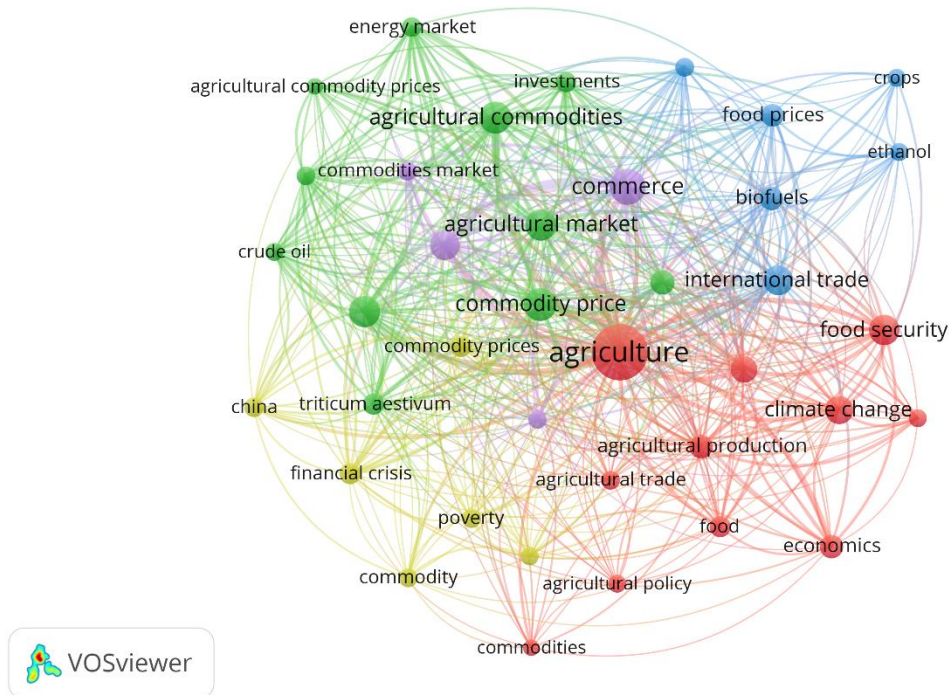 energy market
agricultural commodity prices
investments
crops
agricultural commodities
food prices
ethanol
commodities market
commerce
biofuels
agricultural market
crude oil
international trade
commodity price
food security
commodity prices
agriculture
china
triticum aestivum
climate change
agricultural production
financial crisis
agricultural trade
poverty
food
economics
commodity
agricultural policy
commodities
VOSviewer